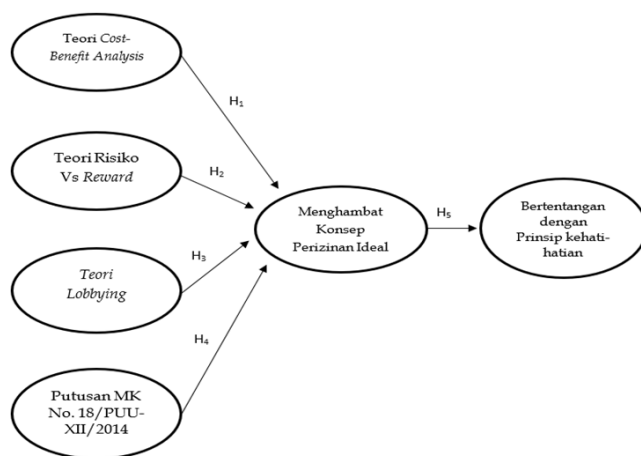 Teori Cost-
Benefit Analysis
H₁
Teori Risiko
Vs Reward
H₂
Menghambat
Konsep
Perizinan Ideal
H₅
Bertentangan
dengan
Prinsip kehati-
hatian
Teori
Lobbying
H₃
H₄
Putusan MK
No. 18/PUU-
XII/2014